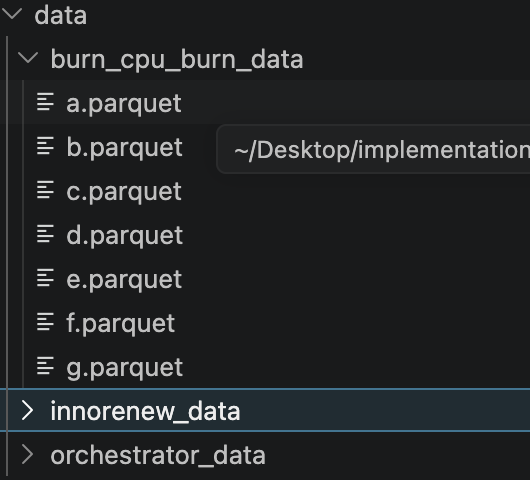 data
burn_cpu_burn_data
a.parquet
b.parquet
~/Desktop/implementation
c.parquet
d.parquet
e.parquet
f.parquet
g.parquet
innorenew_data
orchestrator_data